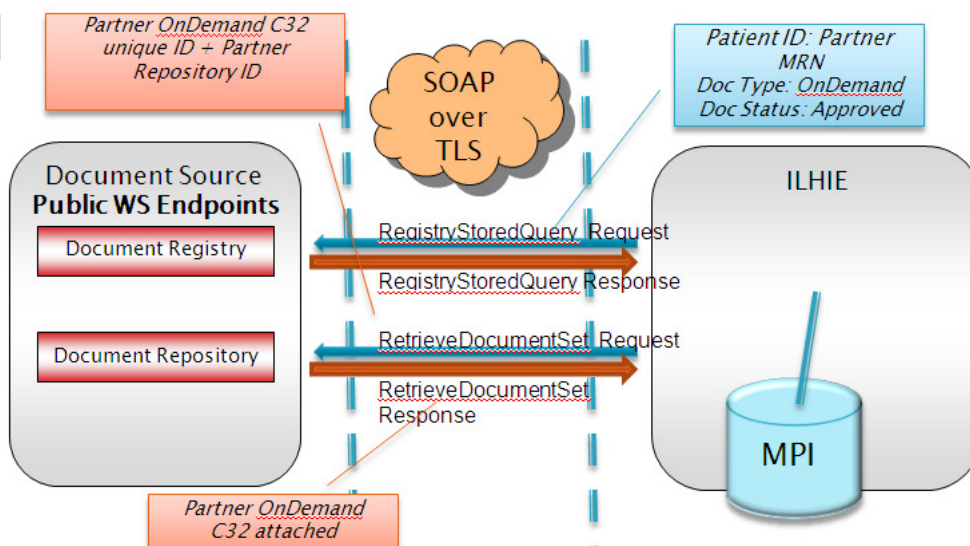 Partner OnDemand C32
unique ID + Partner
Repository ID
SOAP
over
TLS
Patient ID: Partner
MRN
Doc Type: OnDemand
Doc Status: Approved
Document Source
Public WS Endpoints
Document Registry
Document Repository
RegistryStoredQuery Request
RegistryStoredQuery Response
RetrieveDocumentSet Request
RetrieveDocumentSet
Response
Partner OnDemand
C32 attached
ILHIE
MPI